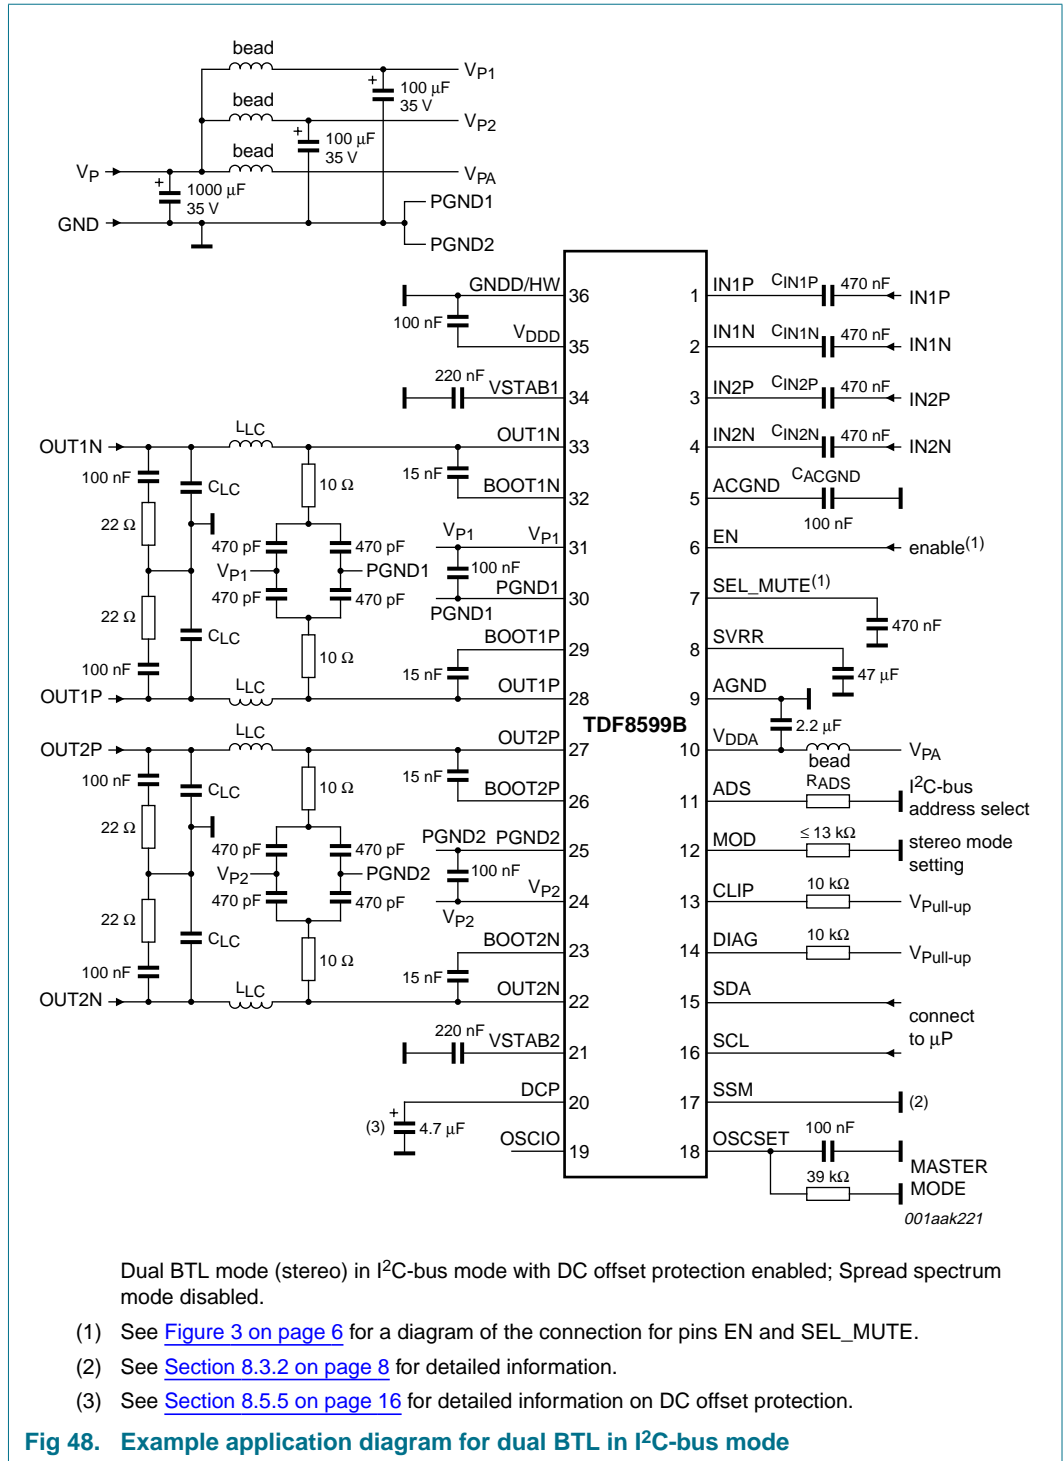 bead
VP1
+
100 μF
35 V
bead
VP2
+
100 μF
35 V
bead
VP
VPA
+
1000 μF
35 V
PGND1
GND
PGND2
GNDD/HW
36
100 nF
VDDD
35
220 nF
VSTAB1
34
OUT1N
LLC
OUT1N
33
100 nF
CLC
10 Ω
15 nF
BOOT1N
32
22 Ω
470 pF
470 pF
VP1
VP1
31
VP1
PGND1
100 nF
470 pF
470 pF
PGND1
30
PGND1
22 Ω
CLC
10 Ω
BOOT1P
29
100 nF
15 nF
OUT1P
LLC
OUT1P
28
TDF8599B
OUT2P
LLC
OUT2P
27
100 nF
CLC
10 Ω
15 nF
BOOT2P
26
22 Ω
470 pF
470 pF
PGND2
PGND2
25
VP2
PGND2
100 nF
470 pF
470 pF
VP2
24
VP2
22 Ω
CLC
10 Ω
BOOT2N
23
100 nF
15 nF
OUT2N
LLC
OUT2N
22
220 nF
VSTAB2
21
DCP
20
(3)
+
4.7 μF
OSCIO
19
1
IN1P
CIN1P
470 nF
IN1P
2
IN1N
CIN1N
470 nF
IN1N
3
IN2P
CIN2P
470 nF
IN2P
4
IN2N
CIN2N
470 nF
IN2N
5
ACGND
CACGND
100 nF
6
EN
enable(1)
7
SEL_MUTE(1)
470 nF
8
SVRR
47 μF
9
AGND
2.2 μF
10
VDDA
bead
VPA
11
ADS
RADS
I2C-bus
address select
12
MOD
≤ 13 kΩ
stereo mode
setting
13
CLIP
10 kΩ
VPull-up
14
DIAG
10 kΩ
VPull-up
15
SDA
connect
to μP
16
SCL
17
SSM
(2)
18
OSCSET
100 nF
39 kΩ
MASTER
MODE
001aak221
Dual BTL mode (stereo) in I2C-bus mode with DC offset protection enabled; Spread spectrum
mode disabled.
(1) See Figure 3 on page 6 for a diagram of the connection for pins EN and SEL_MUTE.
(2) See Section 8.3.2 on page 8 for detailed information.
(3) See Section 8.5.5 on page 16 for detailed information on DC offset protection.
Fig 48. Example application diagram for dual BTL in I2C-bus mode